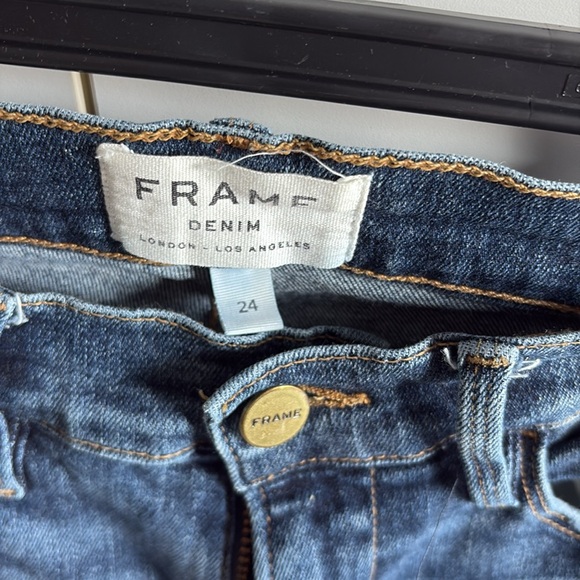 FRAME
DENIM
LONDON - LOS ANGELES
24
FRAME